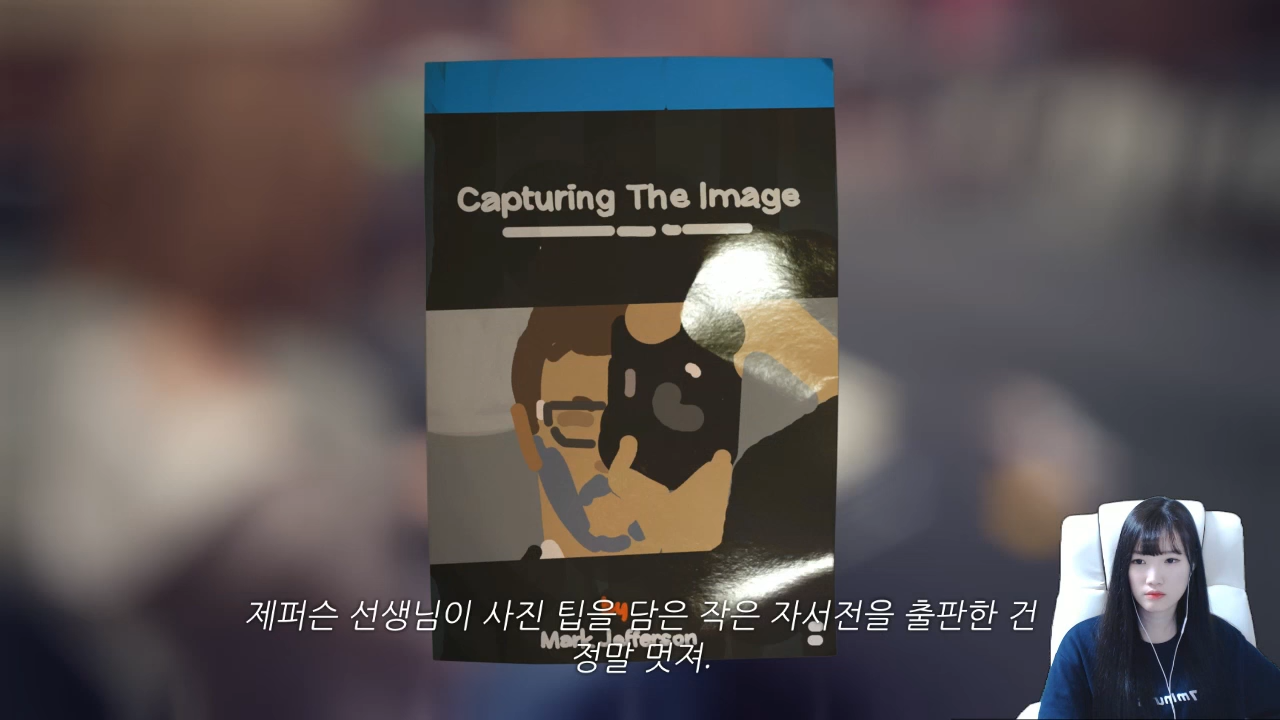 Capturing The Image
by
Mark Jefferson
제퍼슨 선생님이 사진 팁을 담은 작은 자서전을 출판한 건
정말 멋져.